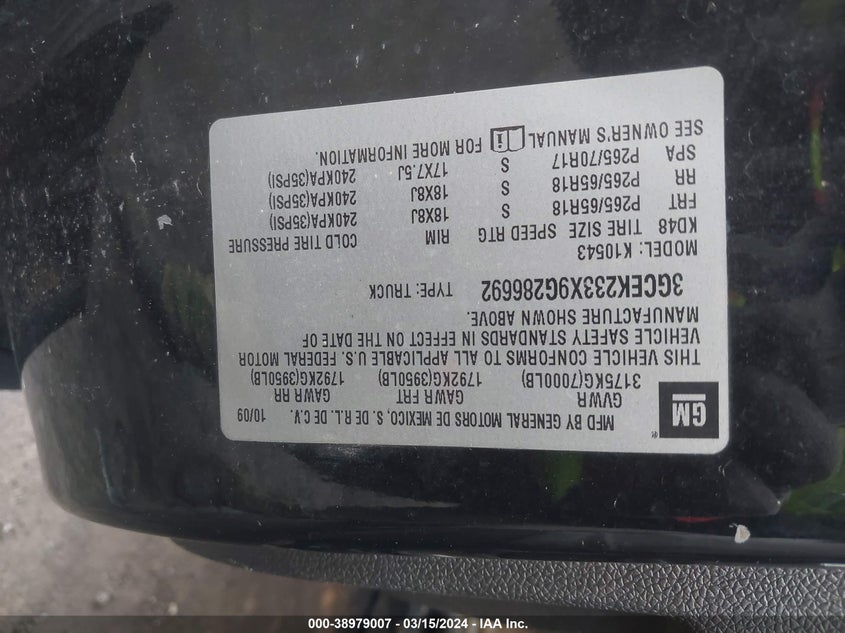 MFD BY GENERAL MOTORS DE MEXICO, S. DE R.L. DE C.V. 10/09
GM ®
GVWR GAWR FRT GAWR RR
3175KG(7000LB) 1792KG(3950LB) 1792KG(3950LB)
THIS VEHICLE CONFORMS TO ALL APPLICABLE U.S. FEDERAL MOTOR
VEHICLE SAFETY STANDARDS IN EFFECT ON THE DATE OF
MANUFACTURE SHOWN ABOVE.
3GCEK233X9G286692 TYPE: TRUCK
MODEL: K10543
KD48 TIRE SIZE SPEED RTG RIM COLD TIRE PRESSURE
FRT P265/65R18 S 18X8J 240KPA(35PSI)
RR P265/65R18 S 18X8J 240KPA(35PSI)
SPA P265/70R17 S 17X7.5J 240KPA(35PSI)
SEE OWNER'S MANUAL FOR MORE INFORMATION.
000-38979007 - 03/15/2024 - IAA Inc.